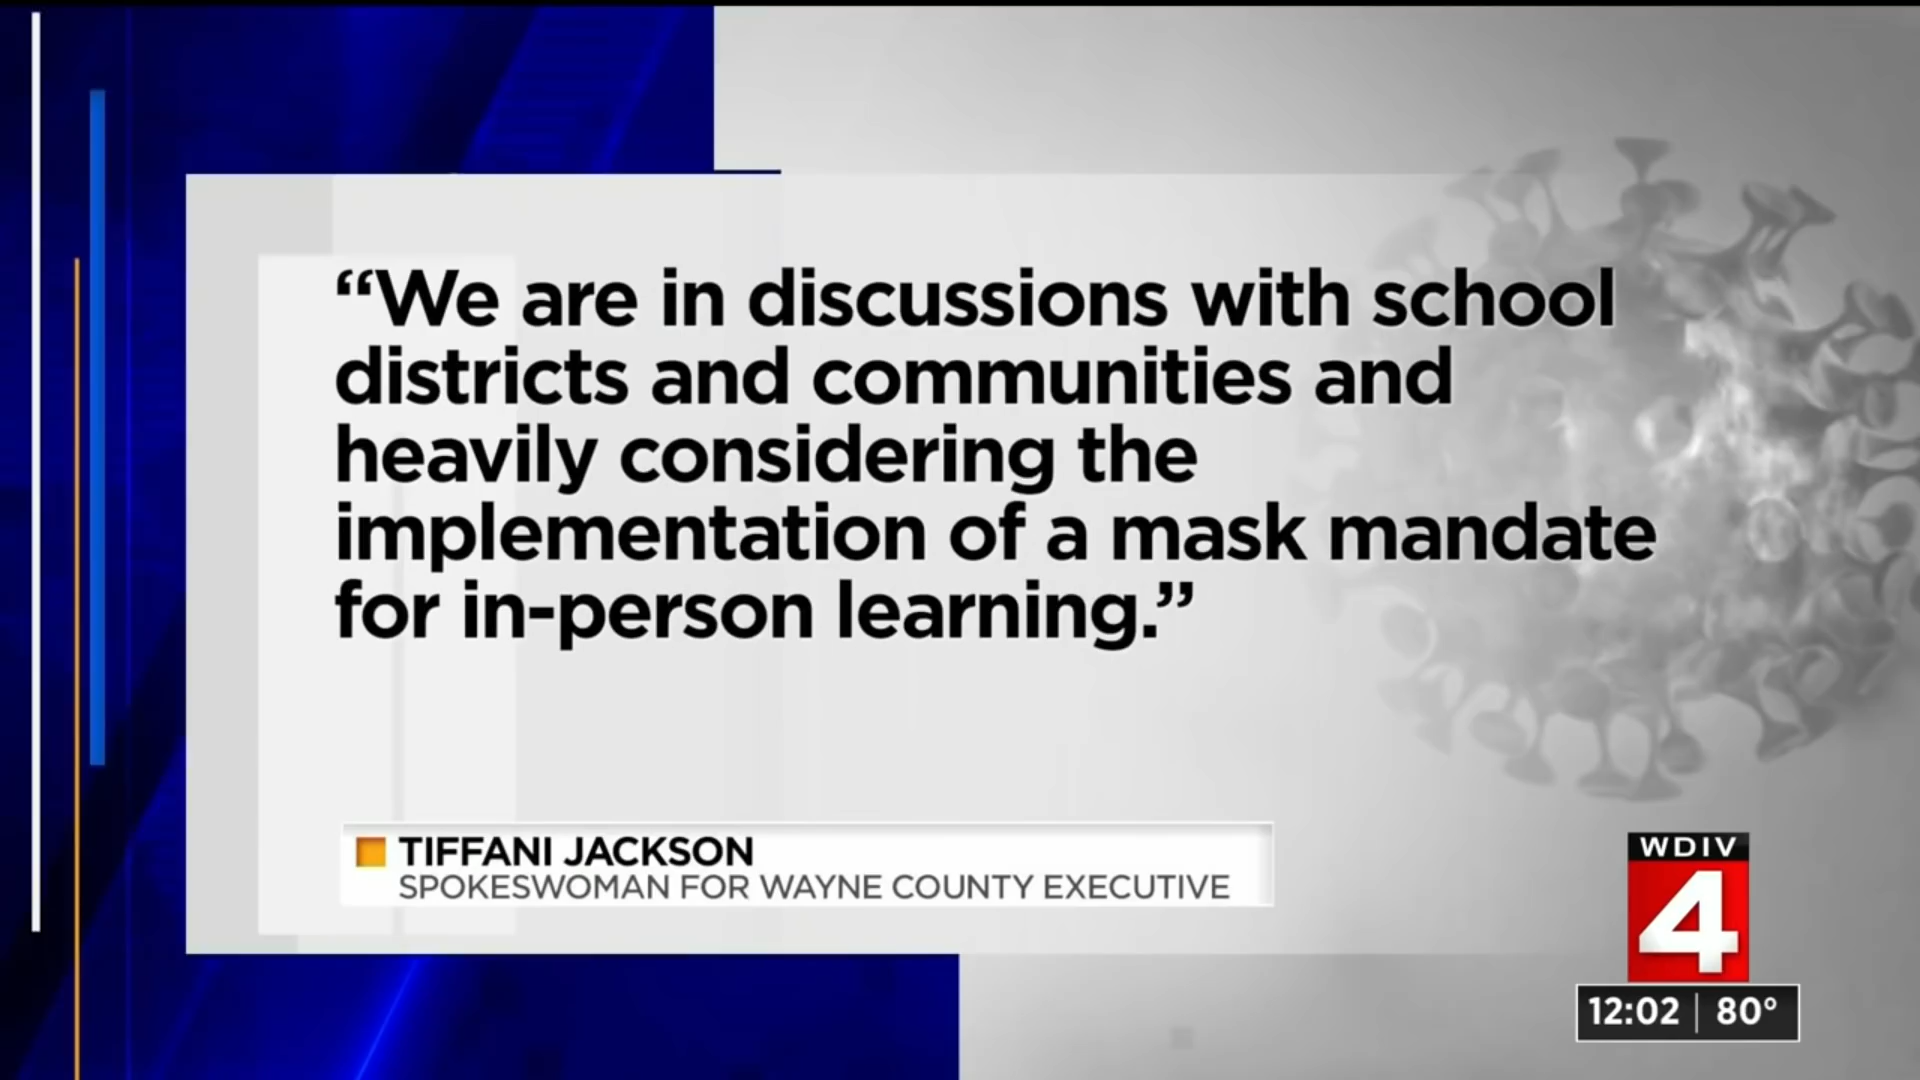 “We are in discussions with school
districts and communities and
heavily considering the
implementation of a mask mandate
for in-person learning.”
TIFFANI JACKSON
SPOKESWOMAN FOR WAYNE COUNTY EXECUTIVE
WDIV
4
12:02 | 80°